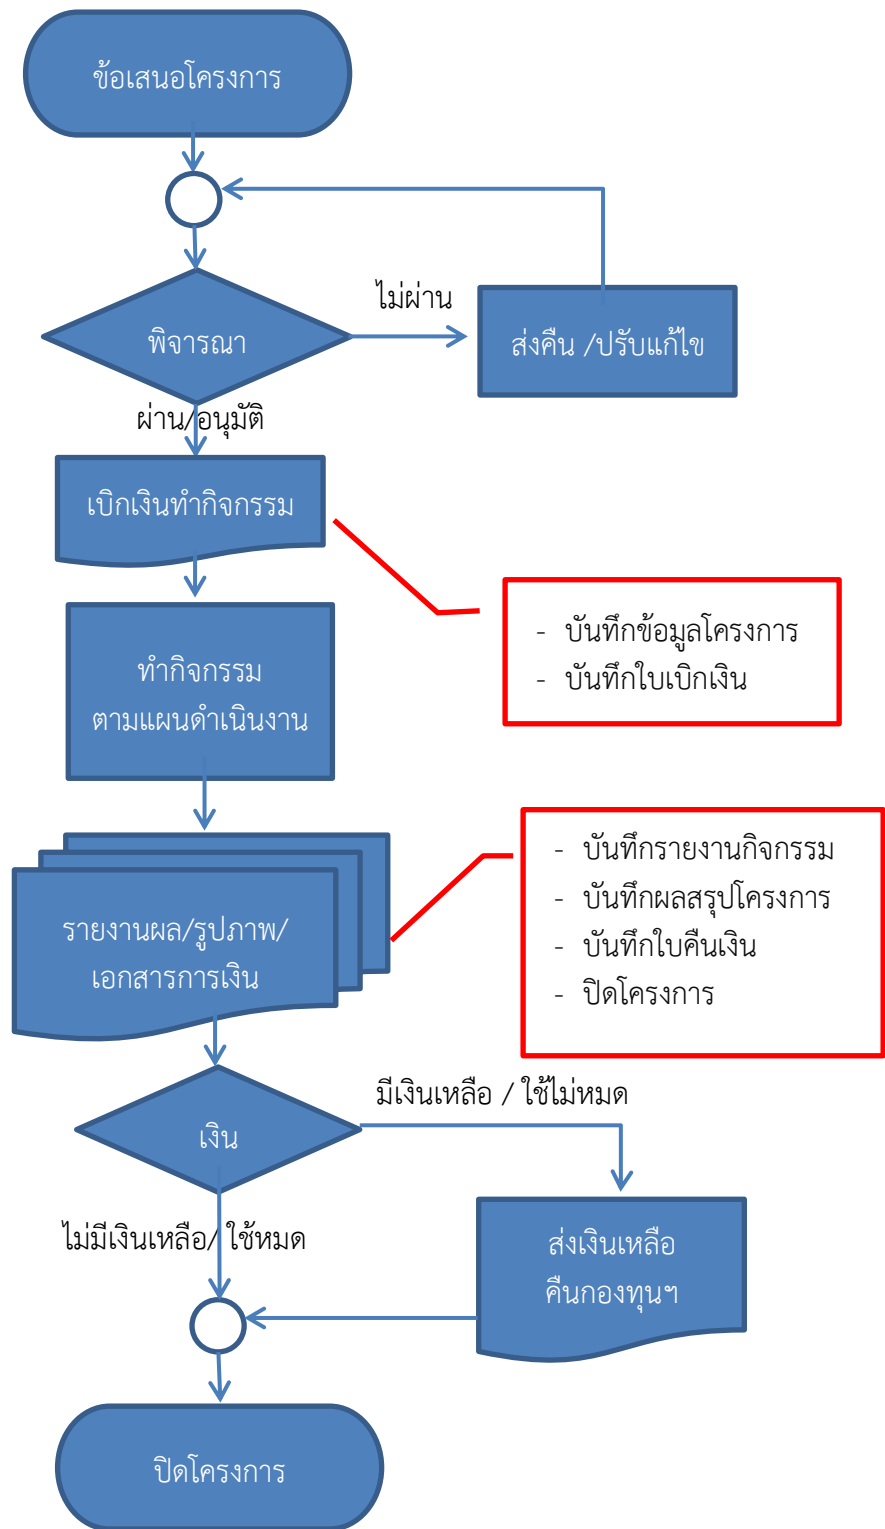 ข้อเสนอโครงการ
ไม่ผ่าน
พิจารณา
ส่งคืน /ปรับแก้ไข
ผ่าน/อนุมัติ
เบิกเงินทำกิจกรรม
- บันทึกข้อมูลโครงการ
- บันทึกใบเบิกเงิน
ทำกิจกรรม
ตามแผนดำเนินงาน
- บันทึกรายงานกิจกรรม
- บันทึกผลสรุปโครงการ
- บันทึกใบคืนเงิน
- ปิดโครงการ
รายงานผล/รูปภาพ/
เอกสารการเงิน
มีเงินเหลือ / ใช้ไม่หมด
เงิน
ไม่มีเงินเหลือ/ ใช้หมด
ส่งเงินเหลือ
คืนกองทุนฯ
ปิดโครงการ